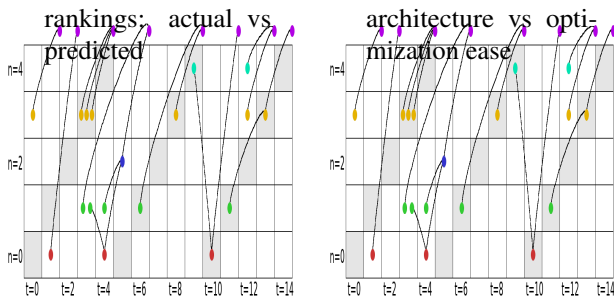 rankings: actual vs
predicted
n=4
n=2
n=0
t=0 t=2 t=4 t=6 t=8 t=10 t=12 t=14
architecture vs opti-
mization ease
n=4
n=2
n=0
t=0 t=2 t=4 t=6 t=8 t=10 t=12 t=14